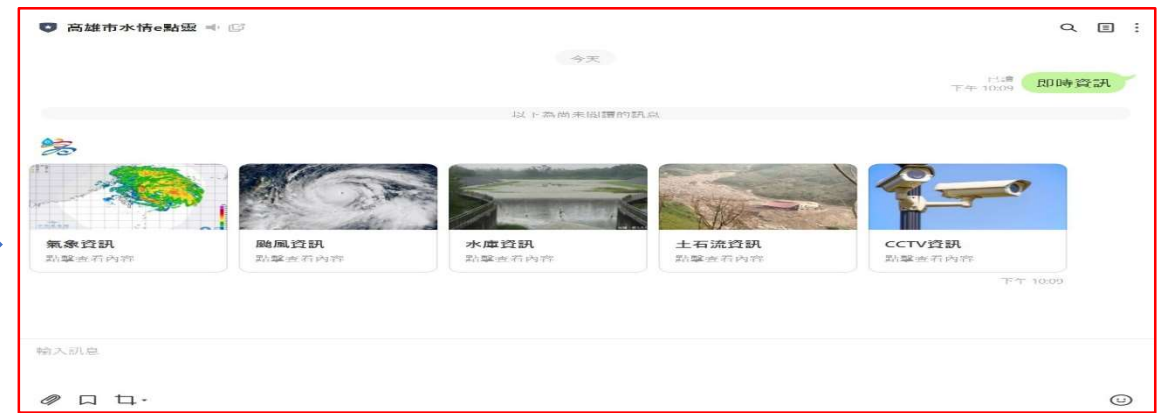 高雄市水情e點靈
今天
已讀
下午 10:09
即時資訊
以下為尚未閱讀的訊息
氣象資訊
點擊查看內容
颱風資訊
點擊查看內容
水庫資訊
點擊查看內容
土石流資訊
點擊查看內容
CCTV資訊
點擊查看內容
下午 10:09
輸入訊息